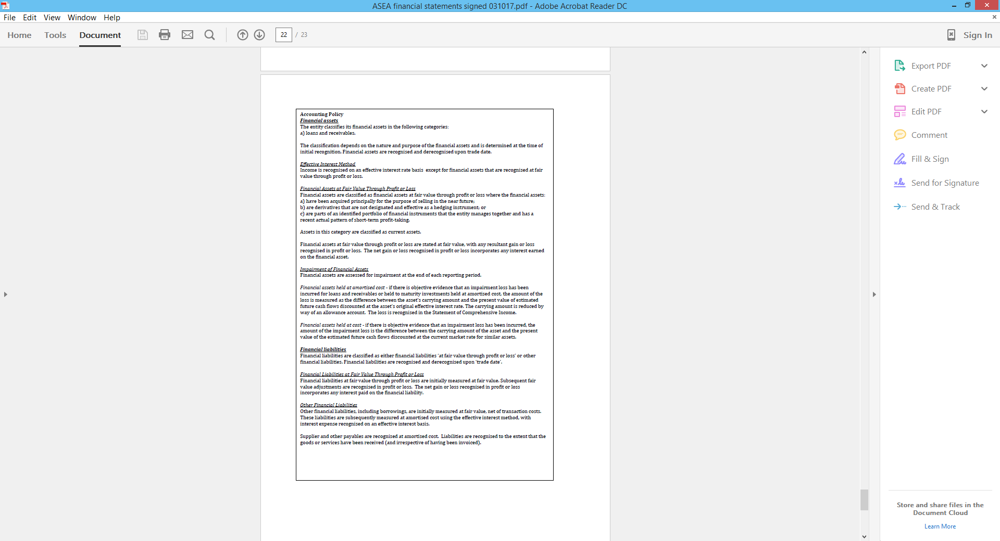 ASEA financial statements signed 031017.pdf - Adobe Acrobat Reader DC
File Edit View Window Help
Home Tools Document 22 / 23 Sign In
Accounting Policy
Financial assets
The entity classifies its financial assets in the following categories:
a) loans and receivables.
The classification depends on the nature and purpose of the financial assets and is determined at the time of
initial recognition. Financial assets are recognised and derecognised upon trade date.
Effective Interest Method
Income is recognised on an effective interest rate basis except for financial assets that are recognised at fair
value through profit or loss.
Financial Assets at Fair Value Through Profit or Loss
Financial assets are classified as financial assets at fair value through profit or loss where the financial assets:
a) have been acquired principally for the purpose of selling in the near future;
b) are derivatives that are not designated and effective as a hedging instrument; or
c) are parts of an identified portfolio of financial instruments that the entity manages together and has a
recent actual pattern of short-term profit-taking.
Assets in this category are classified as current assets.
Financial assets at fair value through profit or loss are stated at fair value, with any resultant gain or loss
recognised in profit or loss. The net gain or loss recognised in profit or loss incorporates any interest earned
on the financial asset.
Impairment of Financial Assets
Financial assets are assessed for impairment at the end of each reporting period.
Financial assets held at amortised cost - if there is objective evidence that an impairment loss has been
incurred for loans and receivables or held to maturity investments held at amortised cost, the amount of the
loss is measured as the difference between the asset's carrying amount and the present value of estimated
future cash flows discounted at the asset's original effective interest rate. The carrying amount is reduced by
way of an allowance account. The loss is recognised in the Statement of Comprehensive Income.
Financial assets held at cost - if there is objective evidence that an impairment loss has been incurred, the
amount of the impairment loss is the difference between the carrying amount of the asset and the present
value of the estimated future cash flows discounted at the current market rate for similar assets.
Financial liabilities
Financial liabilities are classified as either financial liabilities 'at fair value through profit or loss' or other
financial liabilities. Financial liabilities are recognised and derecognised upon 'trade date'.
Financial Liabilities at Fair Value Through Profit or Loss
Financial liabilities at fair value through profit or loss are initially measured at fair value. Subsequent fair
value adjustments are recognised in profit or loss. The net gain or loss recognised in profit or loss
incorporates any interest paid on the financial liability.
Other Financial Liabilities
Other financial liabilities, including borrowings, are initially measured at fair value, net of transaction costs.
These liabilities are subsequently measured at amortised cost using the effective interest method, with
interest expense recognised on an effective interest basis.
Supplier and other payables are recognised at amortised cost. Liabilities are recognised to the extent that the
goods or services have been received (and irrespective of having been invoiced).
Export PDF
Create PDF
Edit PDF
Comment
Fill & Sign
Send for Signature
Send & Track
Store and share files in the
Document Cloud
Learn More